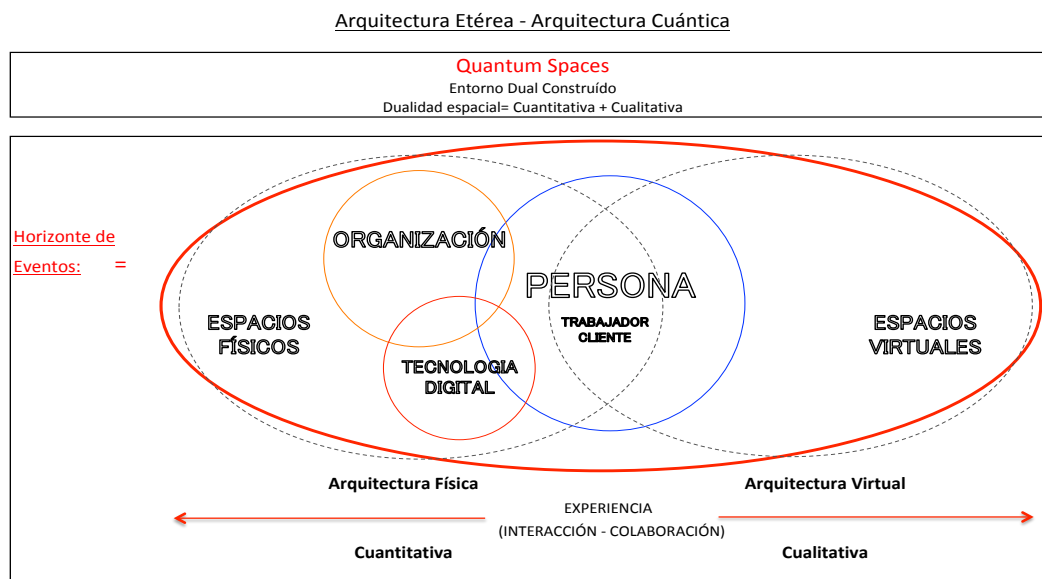 Arquitectura Etérea - Arquitectura Cuántica
Quantum Spaces
Entorno Dual Construído
Dualidad espacial= Cuantitativa + Cualitativa
Horizonte de
Eventos: =
ORGANIZACIÓN
PERSONA
TRABAJADOR
CLIENTE
ESPACIOS
FÍSICOS
TECNOLOGIA
DIGITAL
ESPACIOS
VIRTUALES
Arquitectura Física
Arquitectura Virtual
EXPERIENCIA
(INTERACCIÓN - COLABORACIÓN)
Cuantitativa
Cualitativa